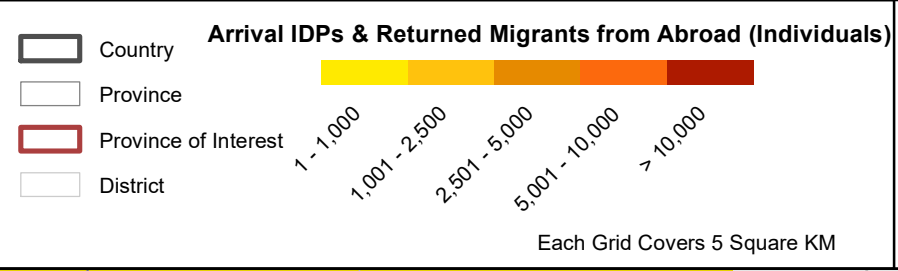 Arrival IDPs & Returned Migrants from Abroad (Individuals)
Country
Province
Province of Interest
District
1 - 1,000
1,001 - 2,500
2,501 - 5,000
5,001 - 10,000
> 10,000
Each Grid Covers 5 Square KM